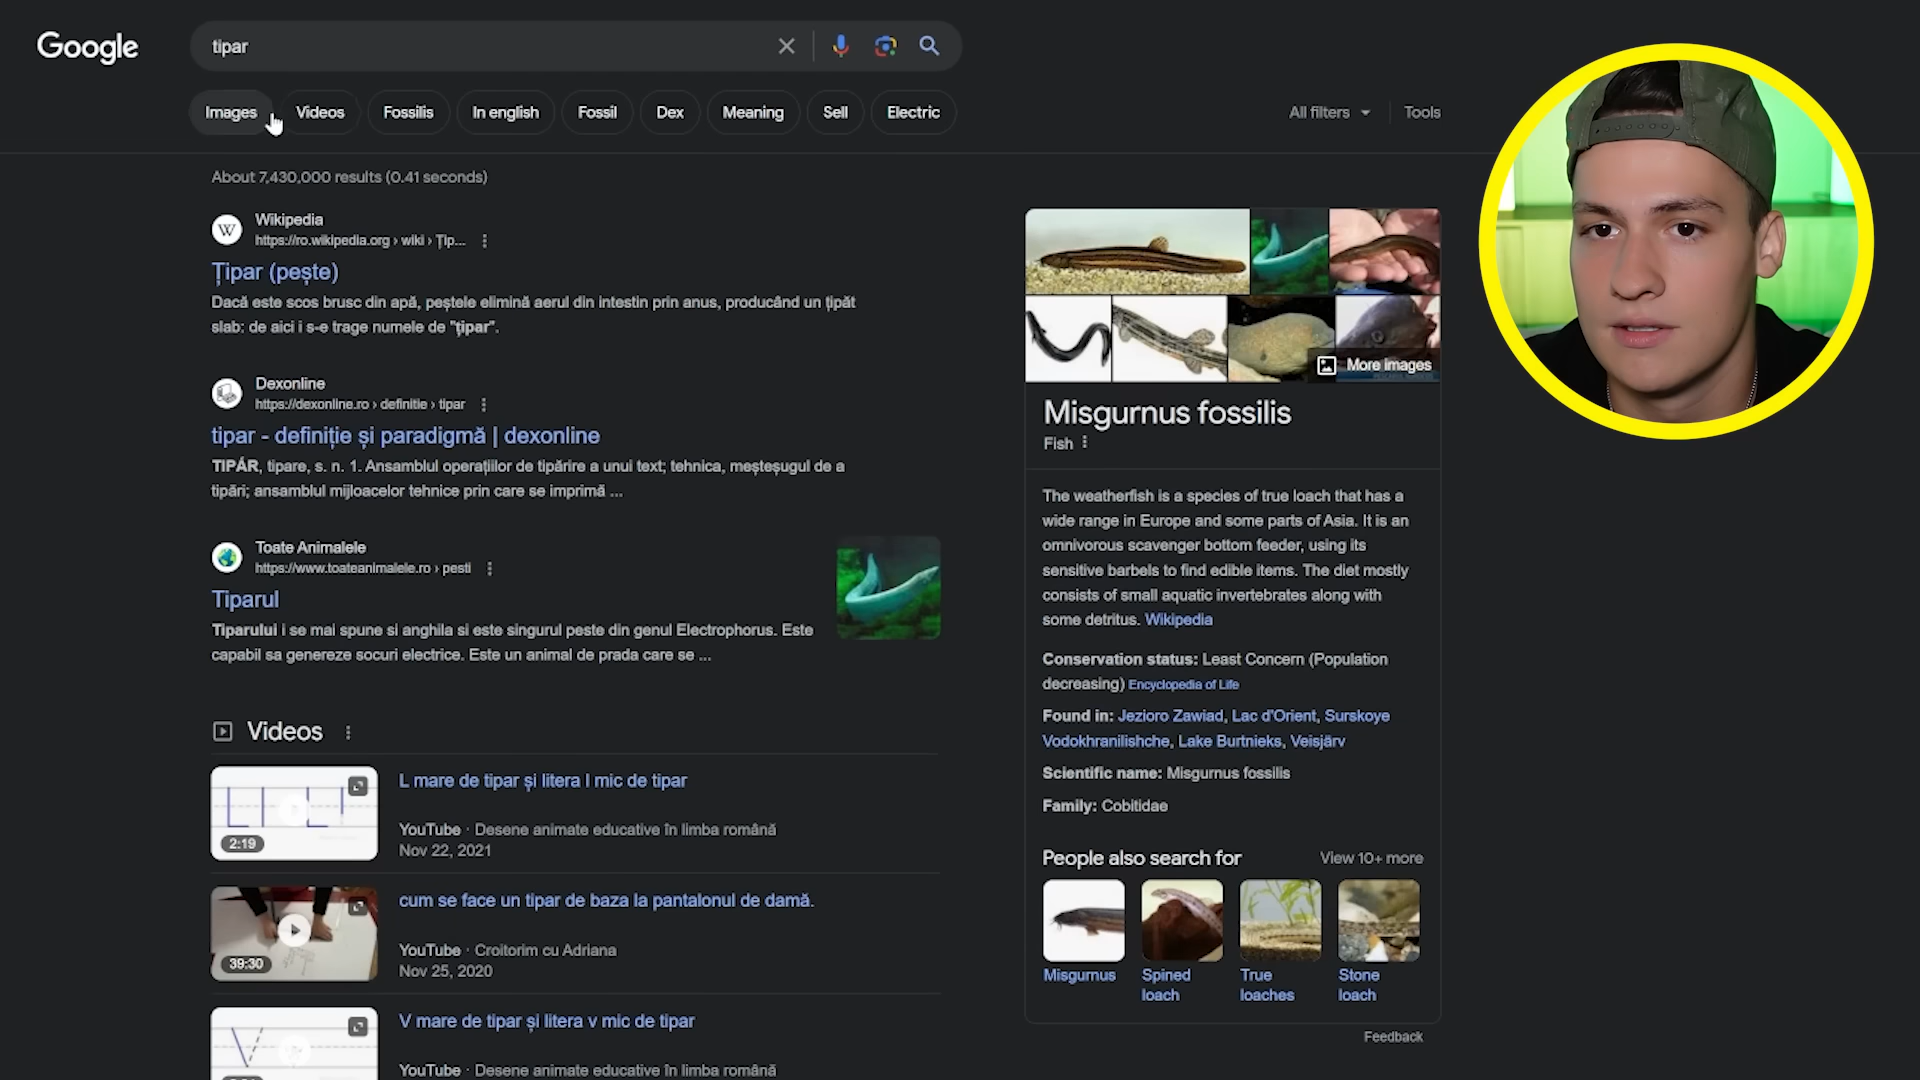 Google
tipar
Images
Videos
Fossilis
In english
Fossil
Dex
Meaning
Sell
Electric
All filters
Tools
About 7,430,000 results (0.41 seconds)
W
Wikipedia
https://ro.wikipedia.org › wiki › Țip...
Țipar (pește)
Dacă este scos brusc din apă, peștele elimină aerul din intestin prin anus, producând un țipăt
slab: de aici i s-e trage numele de "țipar".
Dexonline
https://dexonline.ro › definitie › tipar
tipar - definiție și paradigmă | dexonline
TIPÁR, tipare, s. n. 1. Ansamblul operațiilor de tipărire a unui text; tehnica, meșteșugul de a
tipări; ansamblul mijloacelor tehnice prin care se imprimă ...
Toate Animalele
https://www.toateanimalele.ro › pesti
Tiparul
Tiparului i se mai spune si anghila si este singurul peste din genul Electrophorus. Este
capabil sa genereze socuri electrice. Este un animal de prada care se ...
Videos
L mare de tipar și litera l mic de tipar
YouTube · Desene animate educative în limba română
Nov 22, 2021
2:19
cum se face un tipar de baza la pantalonul de damă.
YouTube · Croitorim cu Adriana
Nov 25, 2020
39:30
V mare de tipar și litera v mic de tipar
YouTube · Desene animate educative în limba română
More images
Misgurnus fossilis
Fish
The weatherfish is a species of true loach that has a
wide range in Europe and some parts of Asia. It is an
omnivorous scavenger bottom feeder, using its
sensitive barbels to find edible items. The diet mostly
consists of small aquatic invertebrates along with
some detritus. Wikipedia
Conservation status: Least Concern (Population
decreasing) Encyclopedia of Life
Found in: Jezioro Zawiad, Lac d'Orient, Surskoye
Vodokhranilishche, Lake Burtnieks, Veisjärv
Scientific name: Misgurnus fossilis
Family: Cobitidae
People also search for
View 10+ more
Misgurnus
Spined
loach
True
loaches
Stone
loach
Feedback